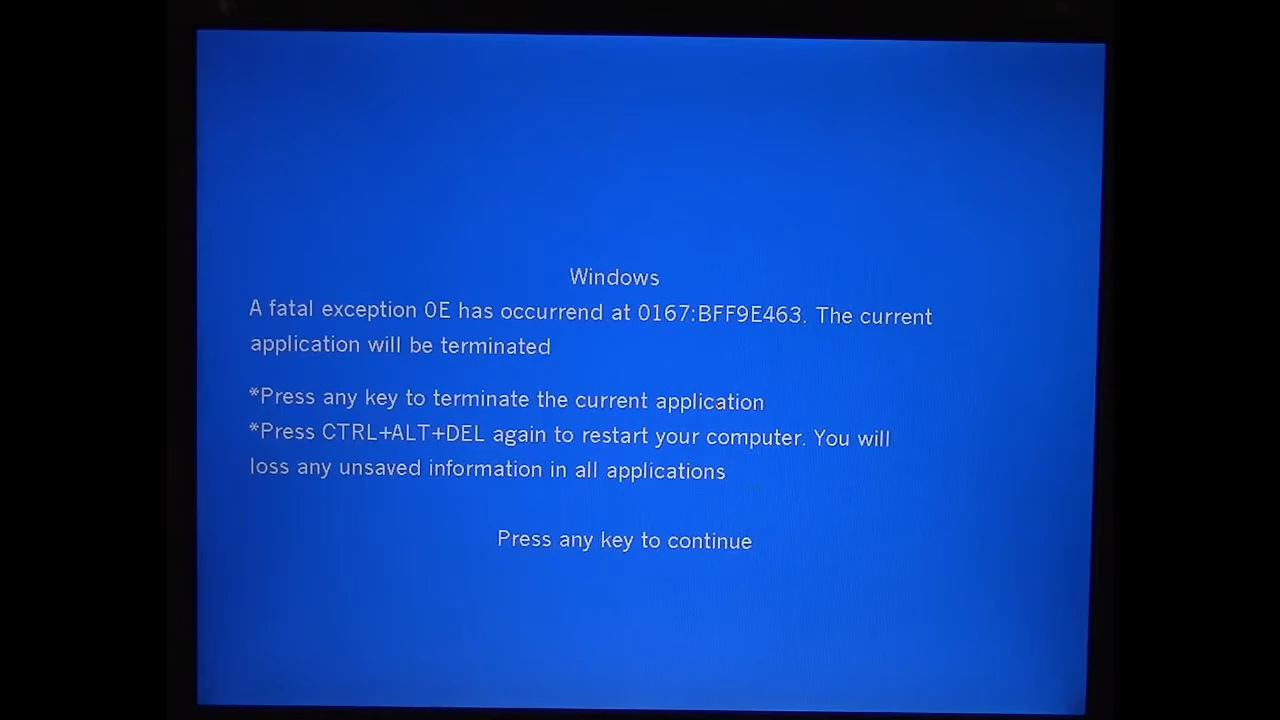 Windows
A fatal exception 0E has occurrend at 0167:BFF9E463. The current
application will be terminated
*Press any key to terminate the current application
*Press CTRL+ALT+DEL again to restart your computer. You will
loss any unsaved information in all applications
Press any key to continue